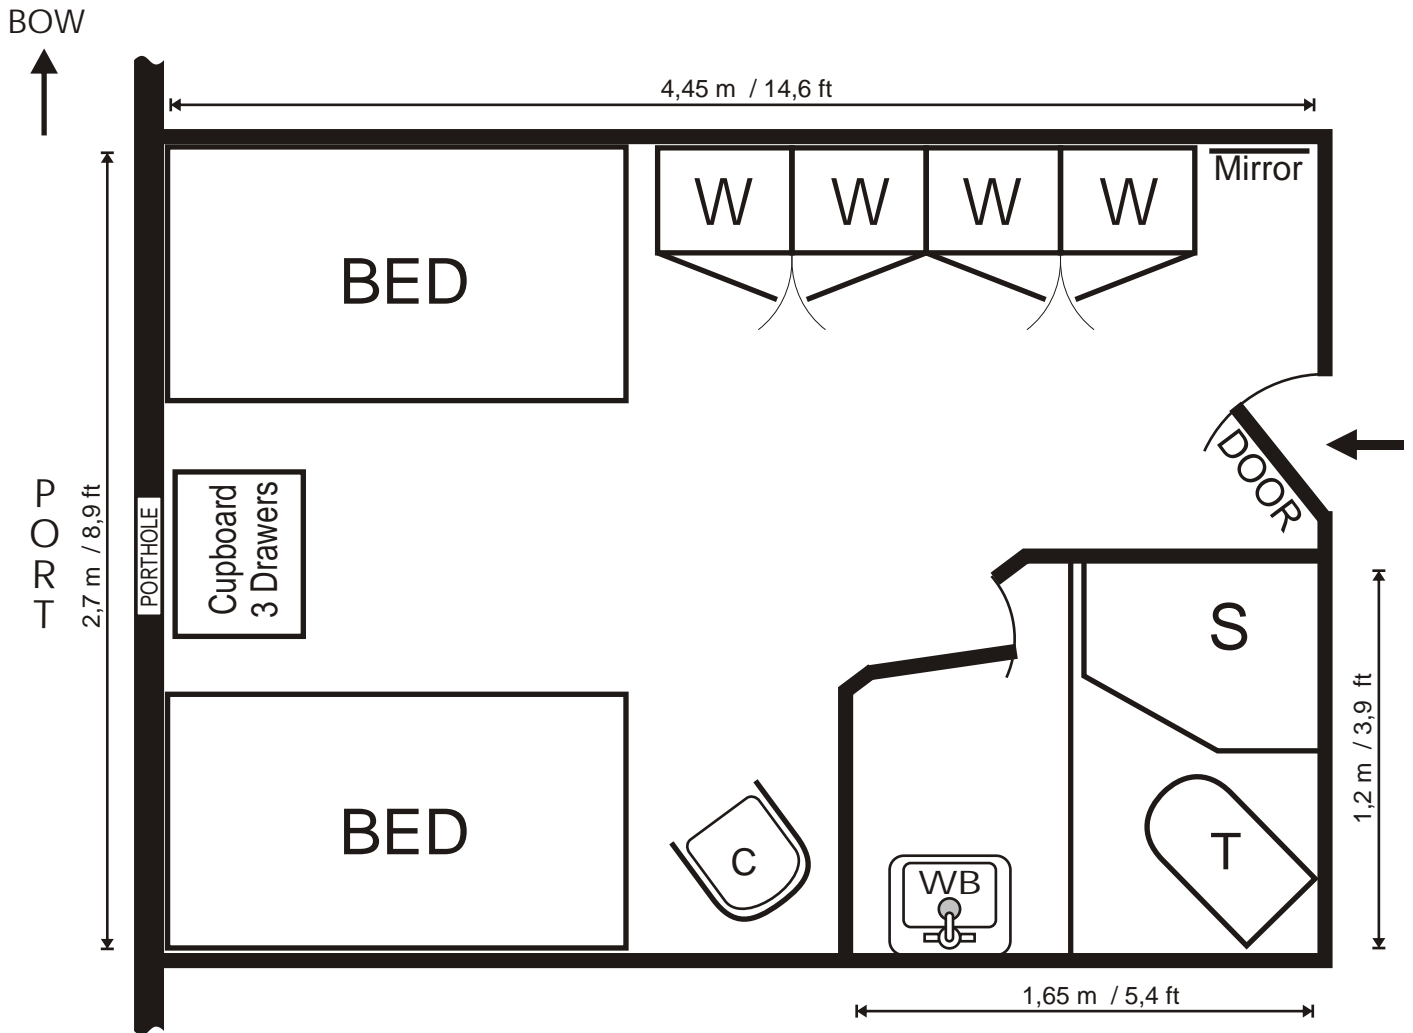 BOW
4,45 m / 14,6 ft
W W W W
Mirror
BED
DOOR
PORT
2,7 m / 8,9 ft
PORTHOLE
Cupboard
3 Drawers
S
1,2 m / 3,9 ft
BED
C
WB
T
1,65 m / 5,4 ft